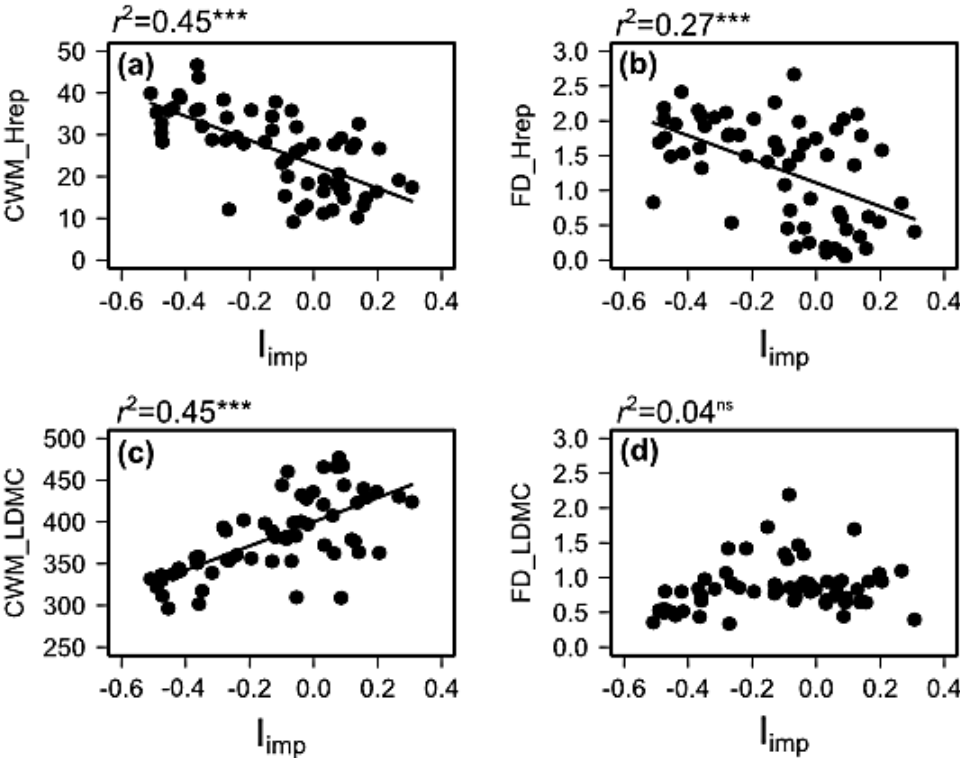 r²=0.45***
(a)
CWM_Hrep
50
40
30
20
10
0
-0.6 -0.4 -0.2 0.0 0.2 0.4
Iimp
r²=0.27***
(b)
FD_Hrep
3.0
2.5
2.0
1.5
1.0
0.5
0.0
-0.6 -0.4 -0.2 0.0 0.2 0.4
Iimp
r²=0.45***
(c)
CWM_LDMC
500
450
400
350
300
250
-0.6 -0.4 -0.2 0.0 0.2 0.4
Iimp
r²=0.04ns
(d)
FD_LDMC
3.0
2.5
2.0
1.5
1.0
0.5
0.0
-0.6 -0.4 -0.2 0.0 0.2 0.4
Iimp